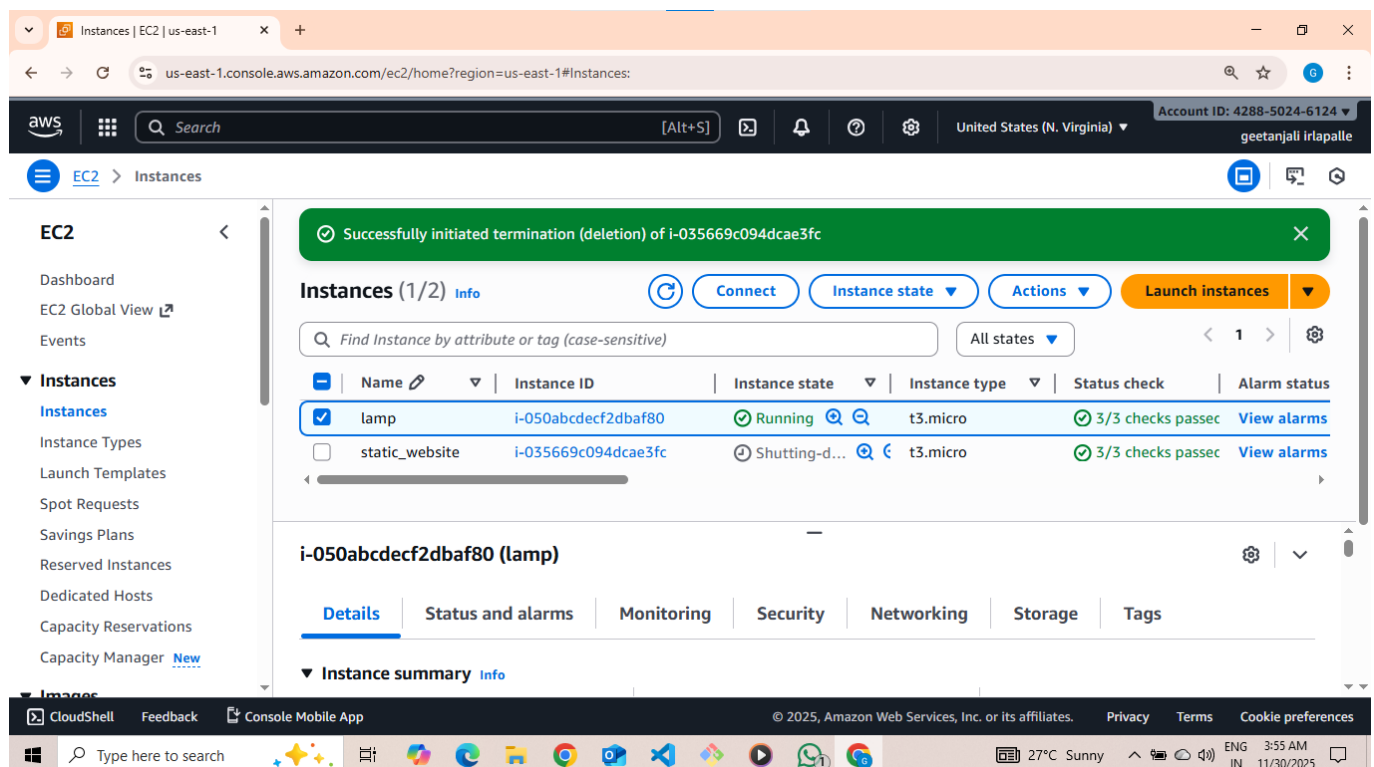 Instances | EC2 | us-east-1
us-east-1.console.aws.amazon.com/ec2/home?region=us-east-1#Instances:
G
aws
Search
[Alt+S]
United States (N. Virginia)
Account ID: 4288-5024-6124
geetanjali irlapalle
EC2 > Instances
EC2
Dashboard
EC2 Global View
Events
Instances
Instances
Instance Types
Launch Templates
Spot Requests
Savings Plans
Reserved Instances
Dedicated Hosts
Capacity Reservations
Capacity Manager New
Images
Successfully initiated termination (deletion) of i-035669c094dcae3fc
Instances (1/2) Info
Connect
Instance state
Actions
Launch instances
Find Instance by attribute or tag (case-sensitive)
All states
1
Name Instance ID Instance state Instance type Status check Alarm status
lamp i-050abcdecf2dbaf80 Running t3.micro 3/3 checks passec View alarms
static_website i-035669c094dcae3fc Shutting-d... t3.micro 3/3 checks passec View alarms
i-050abcdecf2dbaf80 (lamp)
Details Status and alarms Monitoring Security Networking Storage Tags
Instance summary Info
CloudShell Feedback Console Mobile App © 2025, Amazon Web Services, Inc. or its affiliates. Privacy Terms Cookie preferences
Type here to search
27°C Sunny
ENG
IN
3:55 AM
11/30/2025